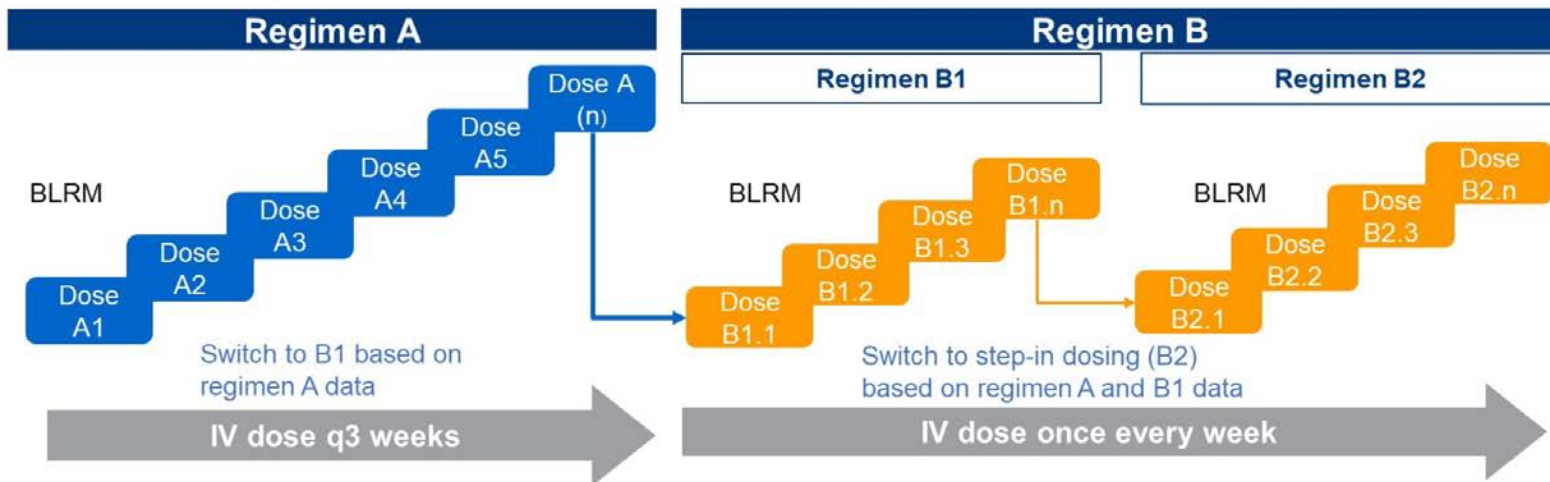 Regimen A
Dose A
(n)
Dose
A5
Dose
A4
Dose
A3
Dose
A2
Dose
A1
BLRM
Switch to B1 based on
regimen A data
IV dose q3 weeks
Regimen B
Regimen B1
Regimen B2
BLRM
Dose
B1.1
Dose
B1.2
Dose
B1.3
Dose
B1.n
BLRM
Dose
B2.1
Dose
B2.2
Dose
B2.3
Dose
B2.n
Switch to step-in dosing (B2)
based on regimen A and B1 data
IV dose once every week